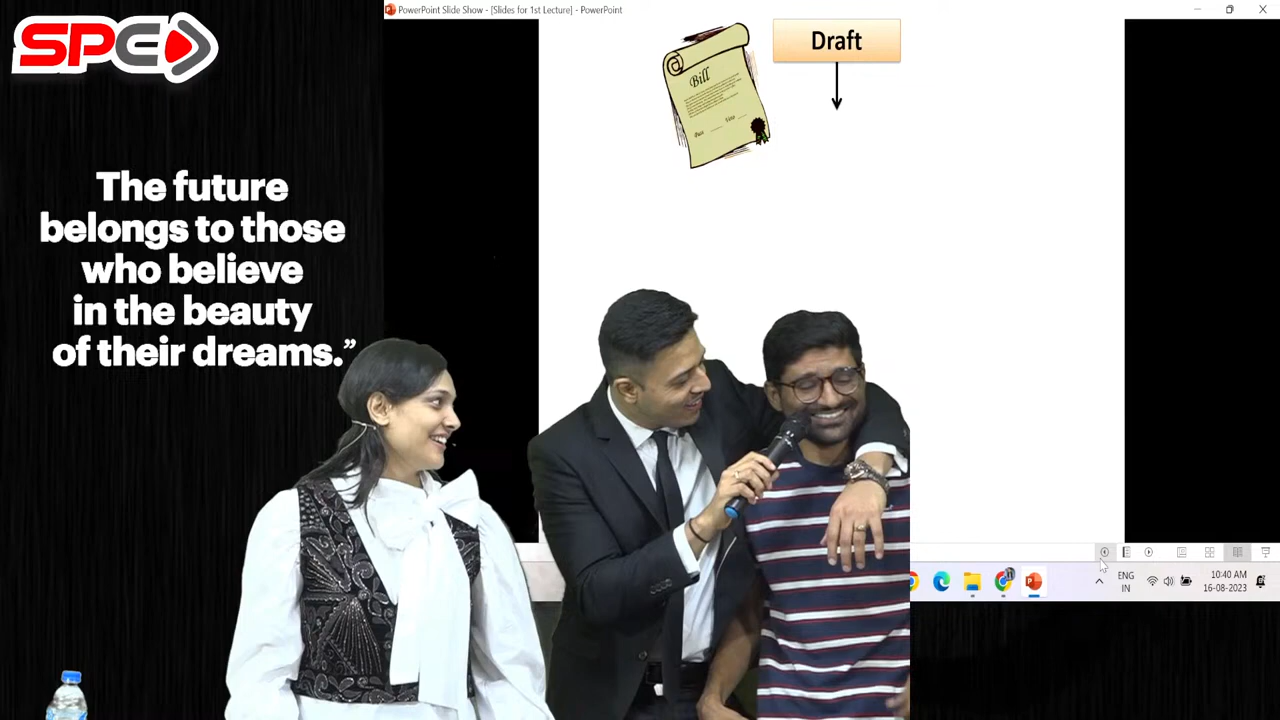 SPE
PowerPoint Slide Show - [Slides for 1st Lecture] - PowerPoint
The future
belongs to those
who believe
in the beauty
of their dreams.”
Bill
Draft
ENG
IN
10:40 AM
16-08-2023